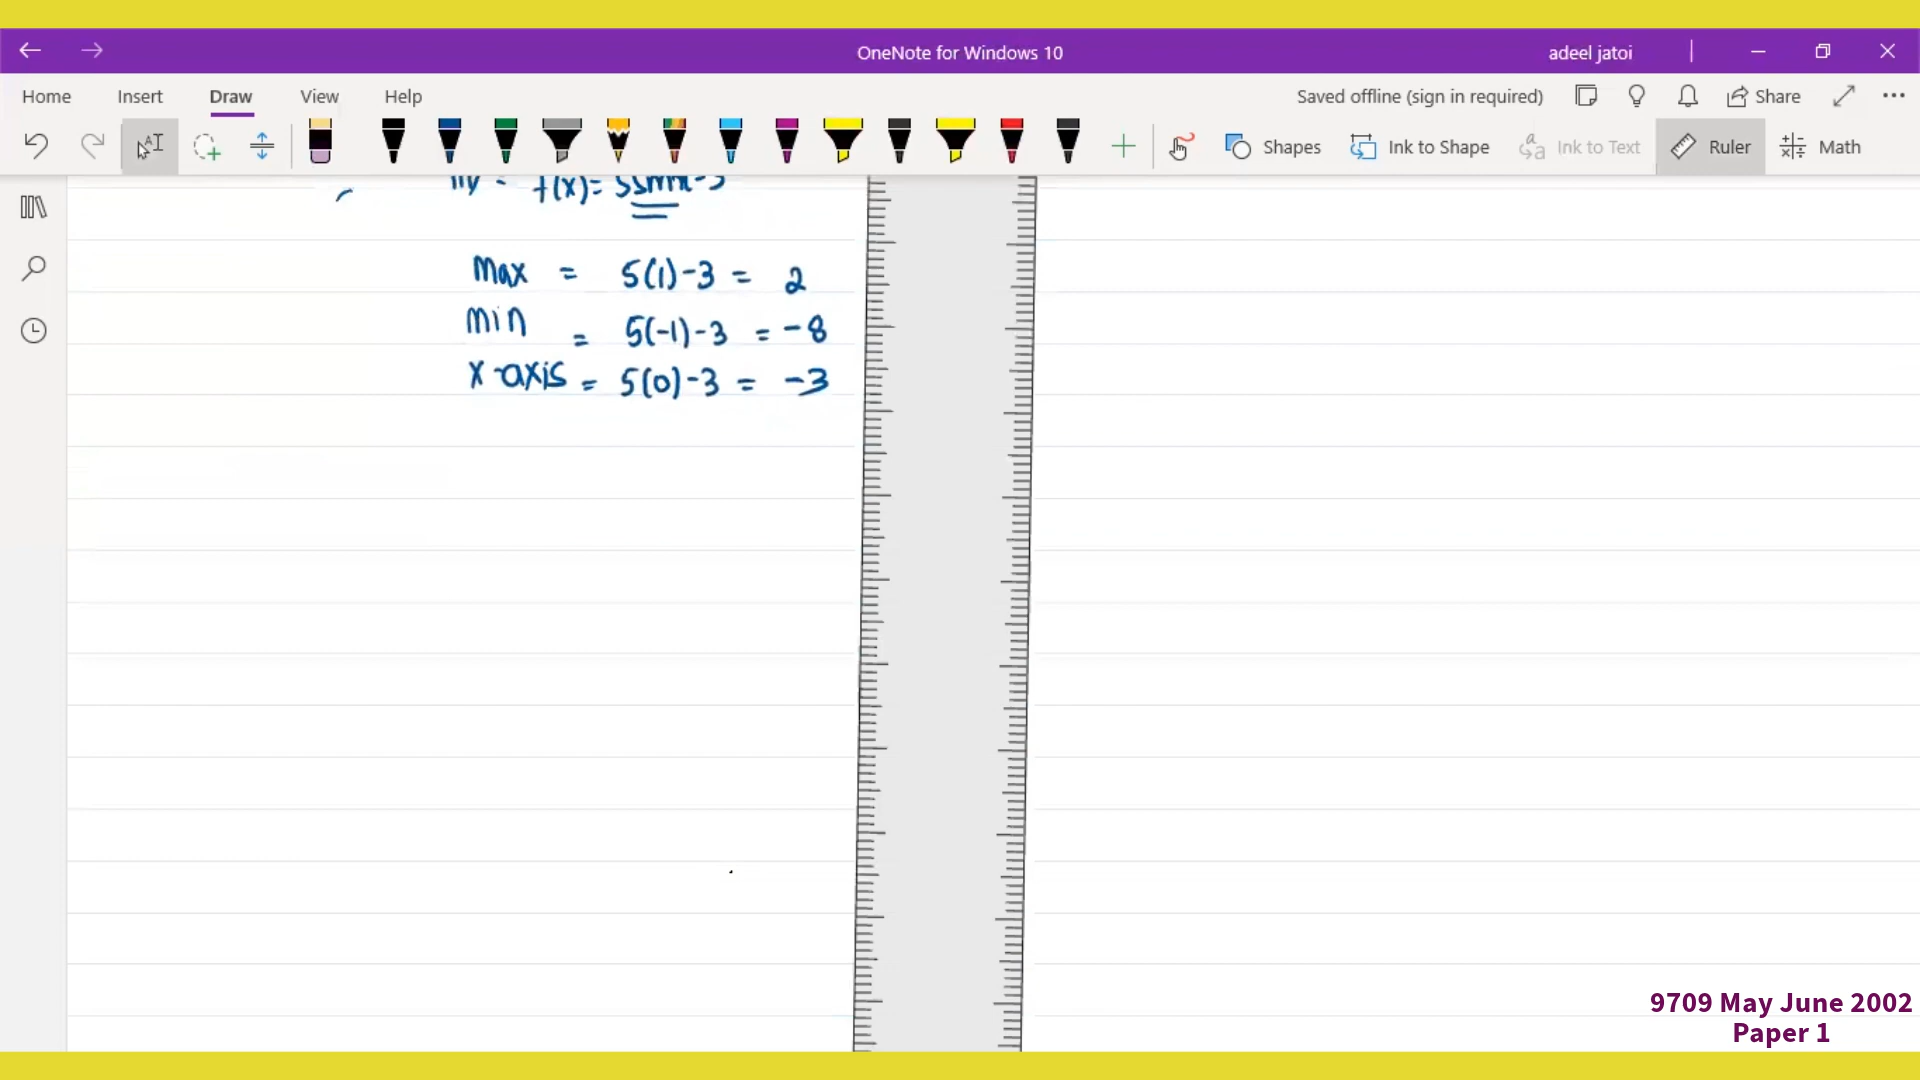 OneNote for Windows 10
adeel jatoi
Home Insert Draw View Help
Saved offline (sign in required) Share
Shapes Ink to Shape Ink to Text Ruler Math
f(x)=
Max = 5(1)-3 = 2
Min = 5(-1)-3 = -8
x-axis = 5(0)-3 = -3
9709 May June 2002
Paper 1